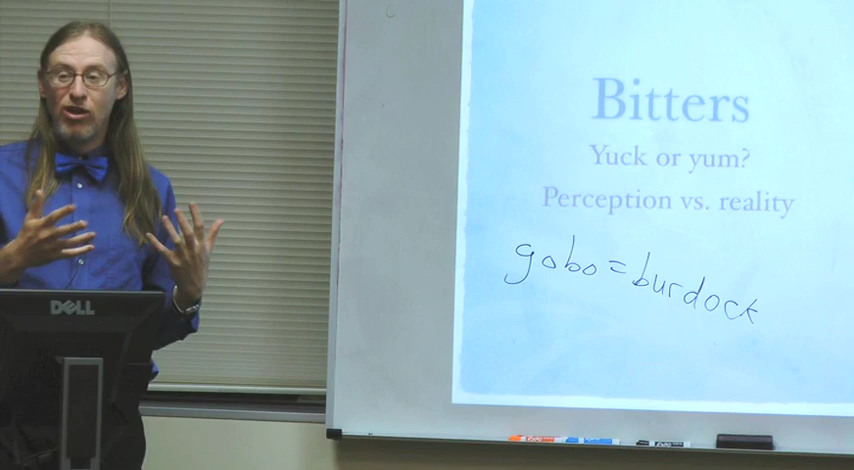 Bitters
Yuck or yum?
Perception vs. reality
gobo = burdock
DELL